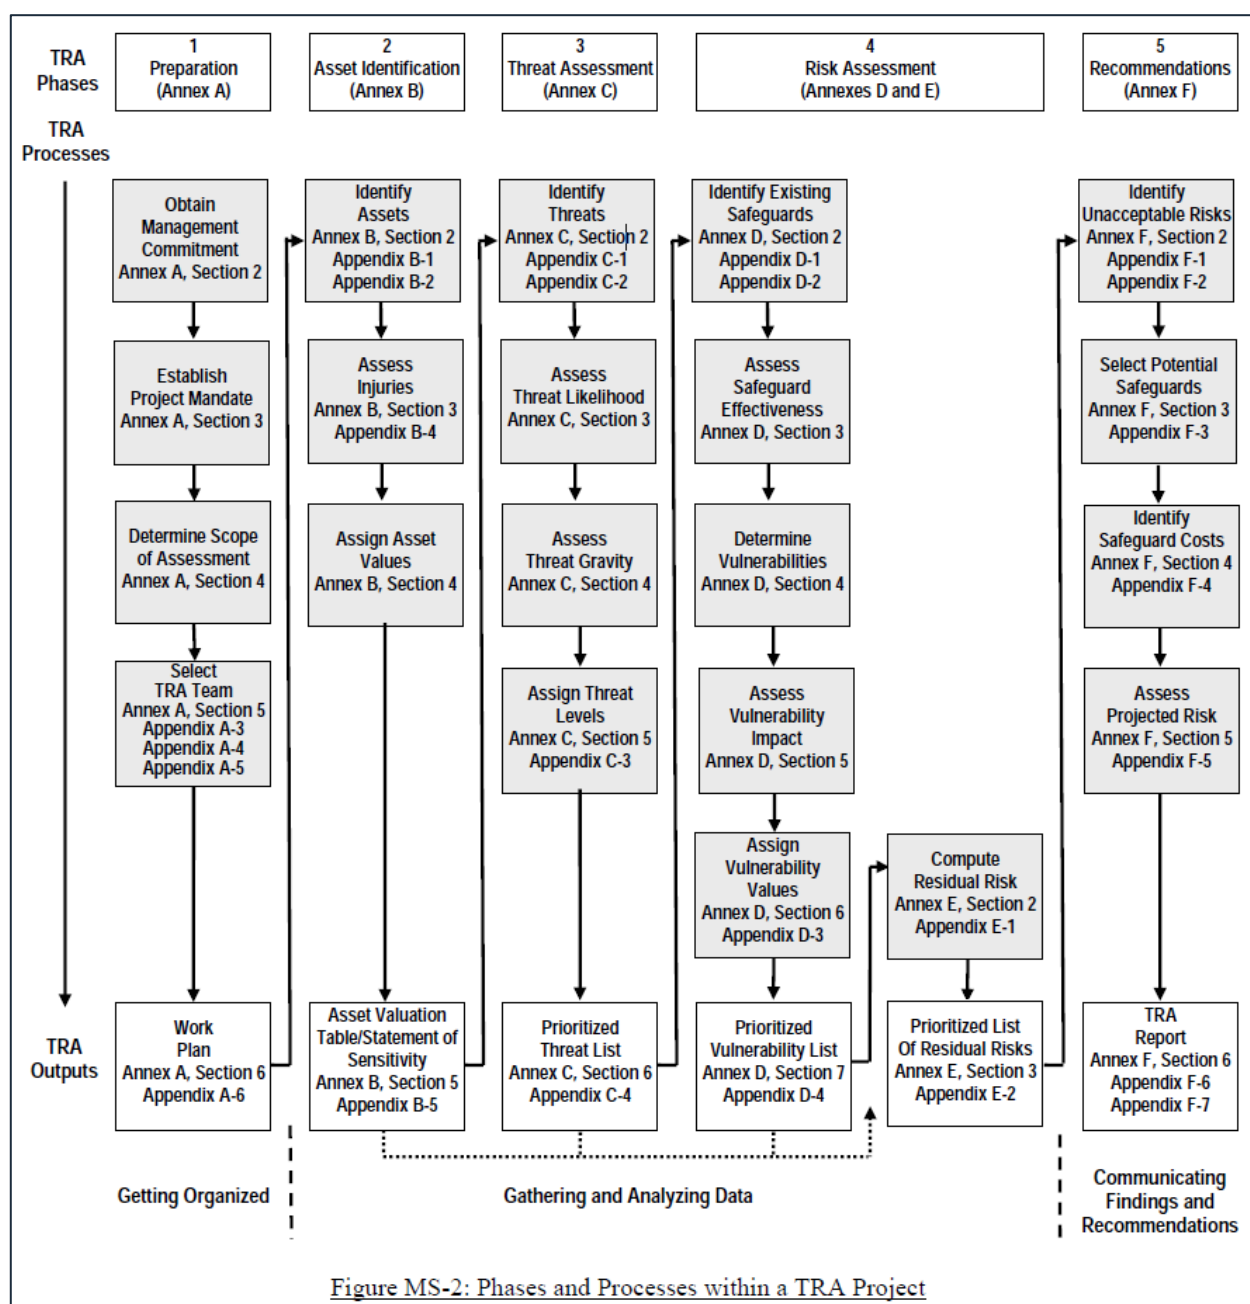 TRA
Phases
1
Preparation
(Annex A)
2
Asset Identification
(Annex B)
3
Threat Assessment
(Annex C)
4
Risk Assessment
(Annexes D and E)
5
Recommendations
(Annex F)
TRA
Processes
Obtain
Management
Commitment
Annex A, Section 2
Establish
Project Mandate
Annex A, Section 3
Determine Scope
of Assessment
Annex A, Section 4
Select
TRA Team
Annex A, Section 5
Appendix A-3
Appendix A-4
Appendix A-5
Identify
Assets
Annex B, Section 2
Appendix B-1
Appendix B-2
Assess
Injuries
Annex B, Section 3
Appendix B-4
Assign Asset
Values
Annex B, Section 4
Identify
Threats
Annex C, Section 2
Appendix C-1
Appendix C-2
Assess
Threat Likelihood
Annex C, Section 3
Assess
Threat Gravity
Annex C, Section 4
Assign Threat
Levels
Annex C, Section 5
Appendix C-3
Identify Existing
Safeguards
Annex D, Section 2
Appendix D-1
Appendix D-2
Assess
Safeguard
Effectiveness
Annex D, Section 3
Determine
Vulnerabilities
Annex D, Section 4
Assess
Vulnerability
Impact
Annex D, Section 5
Assign
Vulnerability
Values
Annex D, Section 6
Appendix D-3
Compute
Residual Risk
Annex E, Section 2
Appendix E-1
Identify
Unacceptable Risks
Annex F, Section 2
Appendix F-1
Appendix F-2
Select Potential
Safeguards
Annex F, Section 3
Appendix F-3
Identify
Safeguard Costs
Annex F, Section 4
Appendix F-4
Assess
Projected Risk
Annex F, Section 5
Appendix F-5
TRA
Outputs
Work
Plan
Annex A, Section 6
Appendix A-6
Asset Valuation
Table/Statement of
Sensitivity
Annex B, Section 5
Appendix B-5
Prioritized
Threat List
Annex C, Section 6
Appendix C-4
Prioritized
Vulnerability List
Annex D, Section 7
Appendix D-4
Prioritized List
Of Residual Risks
Annex E, Section 3
Appendix E-2
TRA
Report
Annex F, Section 6
Appendix F-6
Appendix F-7
Getting Organized
Gathering and Analyzing Data
Communicating
Findings and
Recommendations
Figure MS-2: Phases and Processes within a TRA Project